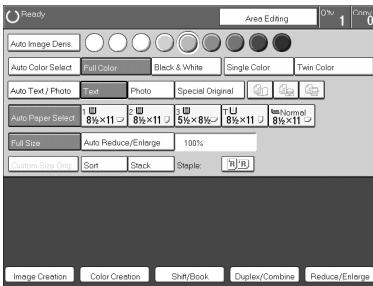 Ready Area Editing Q'ty 1 Copy 0
Auto Image Dens.
Auto Color Select Full Color Black & White Single Color Twin Color
Auto Text / Photo Text Photo Special Original
Auto Paper Select 1 8½×11 2 8½×11 3 5½×8½ T 8½×11 Normal 8½×11
Full Size Auto Reduce/Enlarge 100%
Custom Size Orig. Sort Stack Staple: R R
Image Creation Color Creation Shift/Book Duplex/Combine Reduce/Enlarge